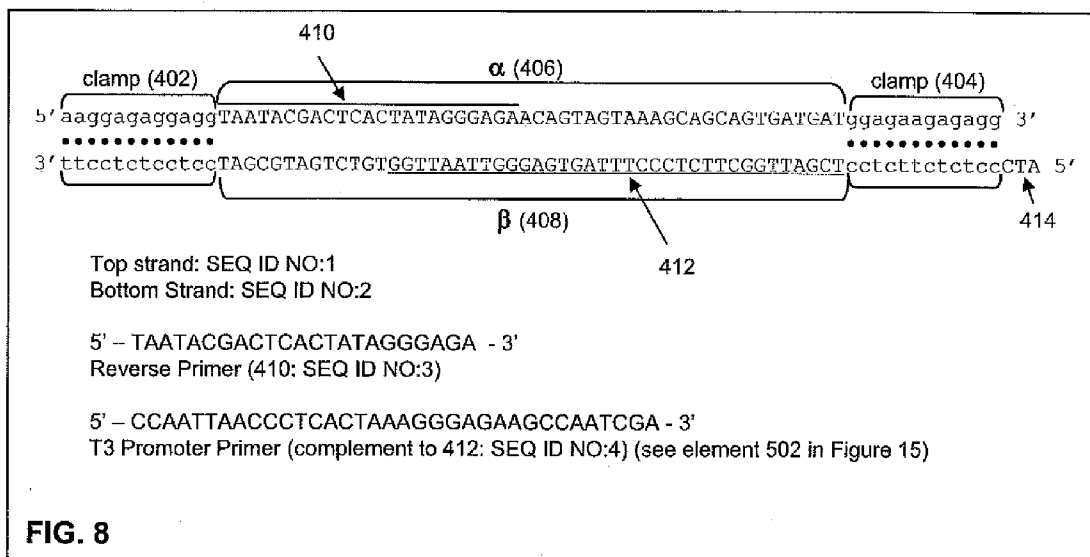 410
clamp (402) α (406) clamp (404)
5' aaggagaggaggTAATACGACTCACTATAGGGAGAACAGTAGTAAAGCAGCAGTGATGATggagaagagagg 3'
3' ttcctctcctccTAGCGTAGTCTGTGGTTAATTGGGAGTGATTTCCCTCTTCGGTTAGCTcctcttctctccCTA 5'
β (408) 412 414
Top strand: SEQ ID NO:1
Bottom Strand: SEQ ID NO:2
5' – TAATACGACTCACTATAGGGAGA - 3'
Reverse Primer (410: SEQ ID NO:3)
5' – CCAATTAACCCTCACTAAAGGGAGAAGCCAATCGA - 3'
T3 Promoter Primer (complement to 412: SEQ ID NO:4) (see element 502 in Figure 15)
FIG. 8